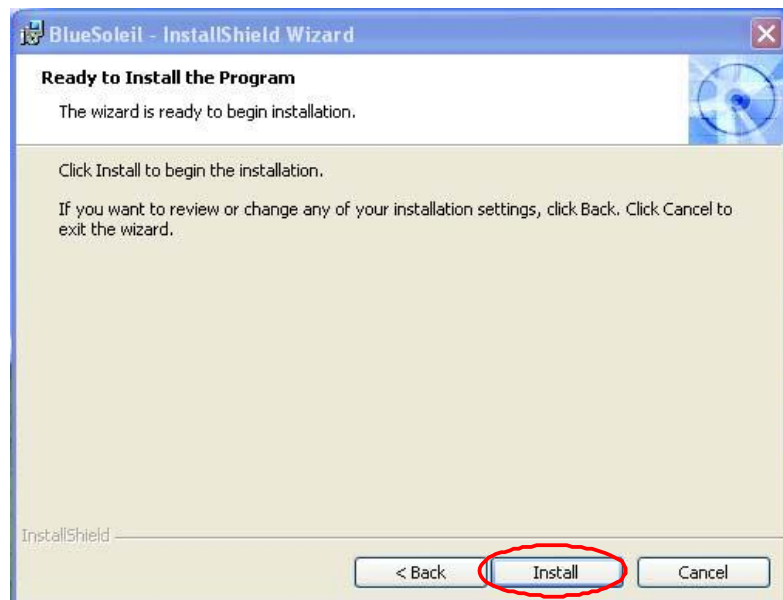 BlueSoleil - InstallShield Wizard
Ready to Install the Program
The wizard is ready to begin installation.
Click Install to begin the installation.
If you want to review or change any of your installation settings, click Back. Click Cancel to
exit the wizard.
InstallShield
< Back Install Cancel